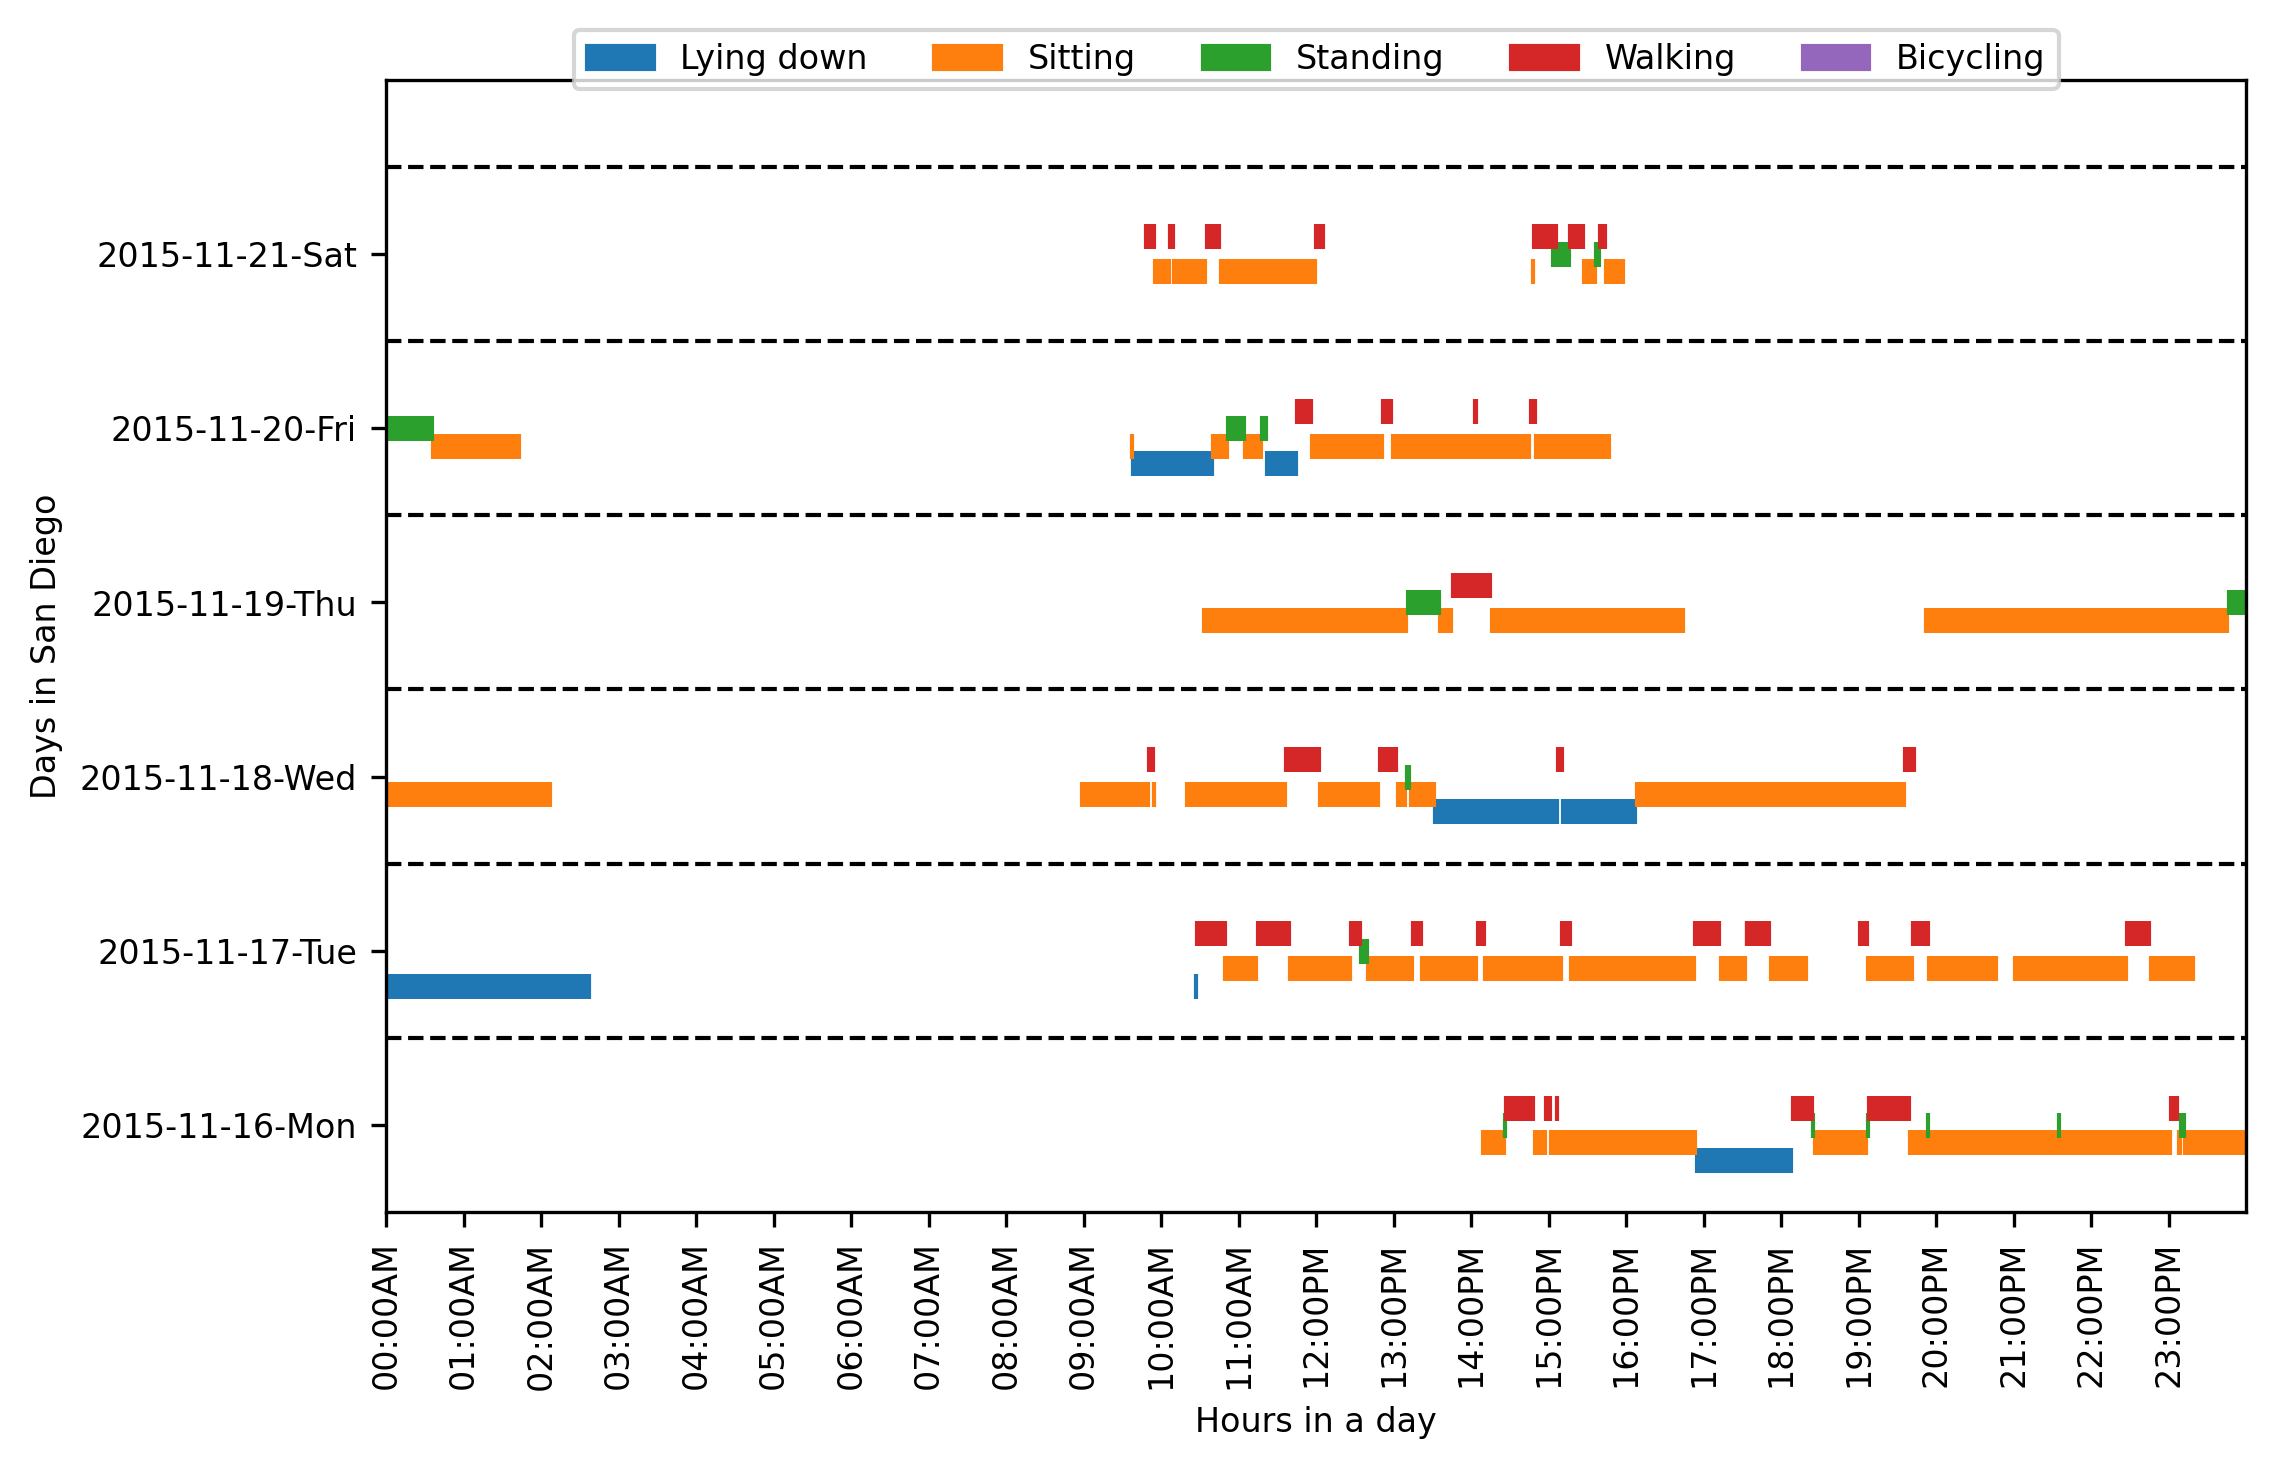 Lying down Sitting Standing Walking Bicycling
2015-11-21-Sat
2015-11-20-Fri
2015-11-19-Thu
2015-11-18-Wed
2015-11-17-Tue
2015-11-16-Mon
Days in San Diego
00:00AM
01:00AM
02:00AM
03:00AM
04:00AM
05:00AM
06:00AM
07:00AM
08:00AM
09:00AM
10:00AM
11:00AM
12:00PM
13:00PM
14:00PM
15:00PM
16:00PM
17:00PM
18:00PM
19:00PM
20:00PM
21:00PM
22:00PM
23:00PM
Hours in a day